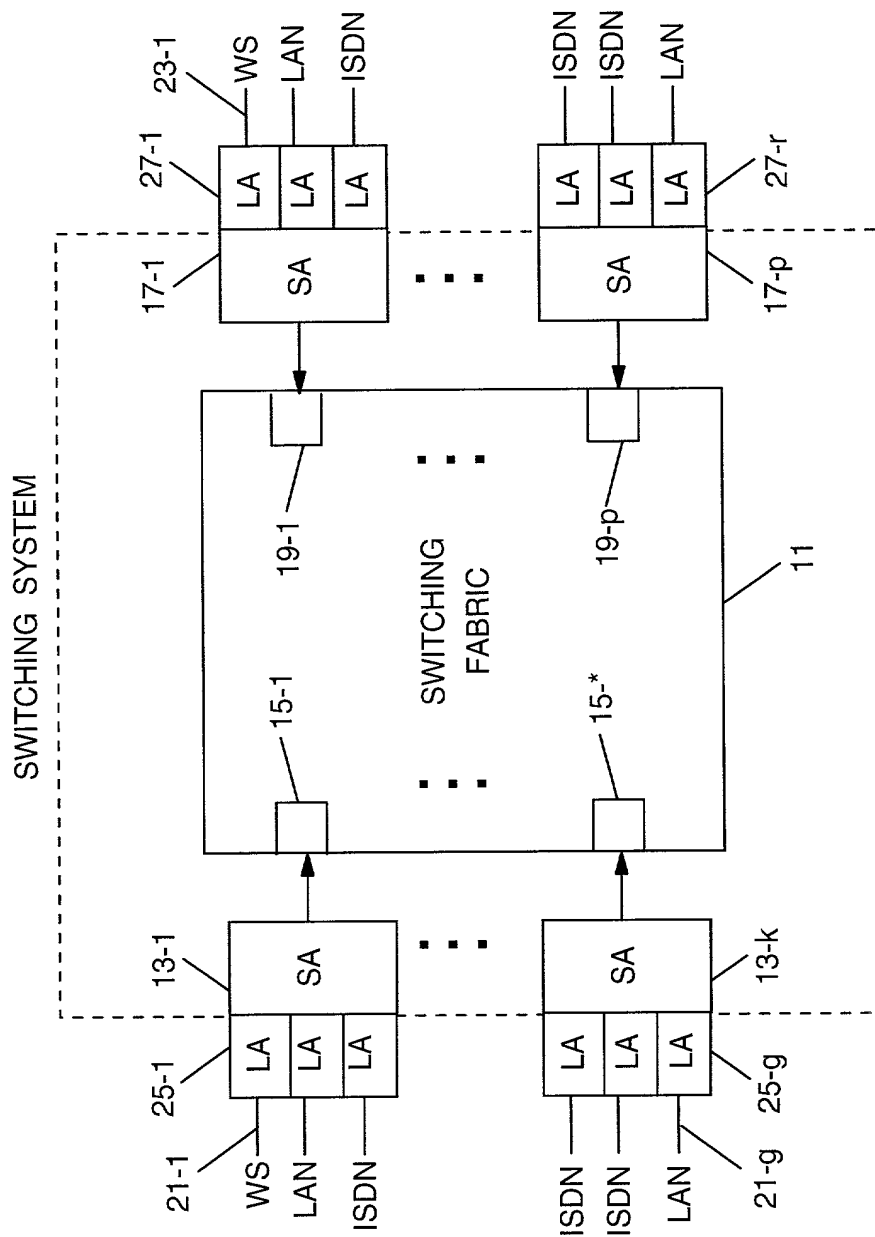 SWITCHING SYSTEM
13-1
17-1
25-1
27-1
21-1
23-1
WS
LA
SA
15-1
19-1
SA
LA
WS
LAN
LA
LA
LAN
ISDN
LA
LA
ISDN
SWITCHING
FABRIC
ISDN
LA
SA
15-*
19-p
SA
LA
ISDN
ISDN
LA
LA
ISDN
LAN
LA
LA
LAN
21-g
25-g
13-k
11
17-p
27-r